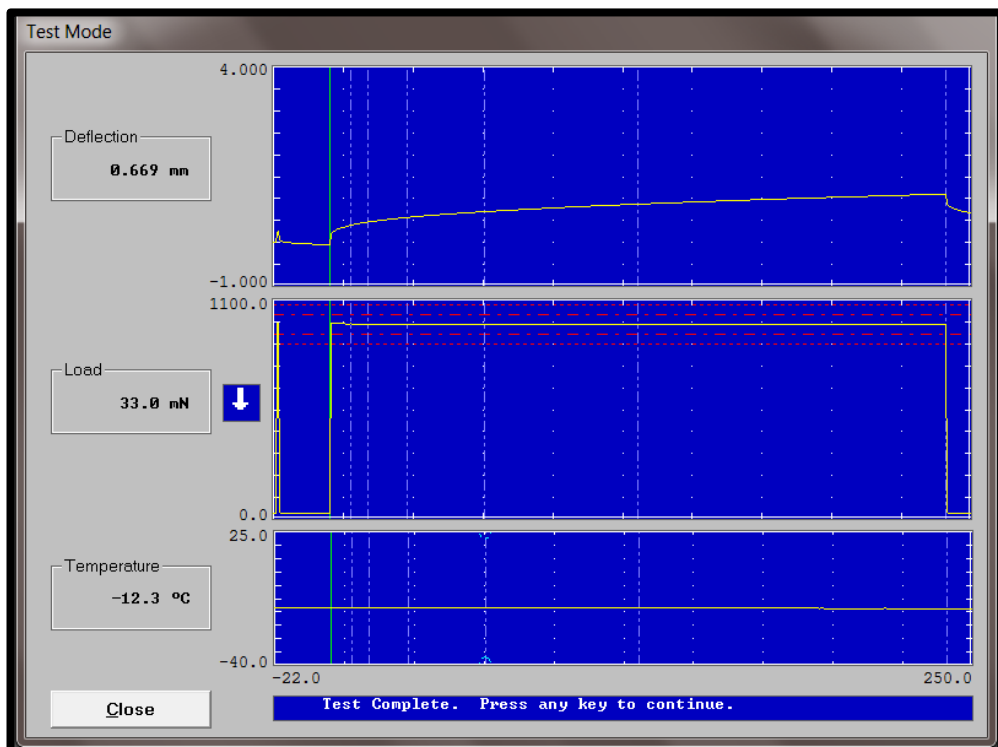 Test Mode
4.000
Deflection
0.669 mm
-1.000
1100.0
Load
33.0 mN
0.0
25.0
Temperature
-12.3 ºC
-40.0
-22.0 250.0
Close
Test Complete. Press any key to continue.